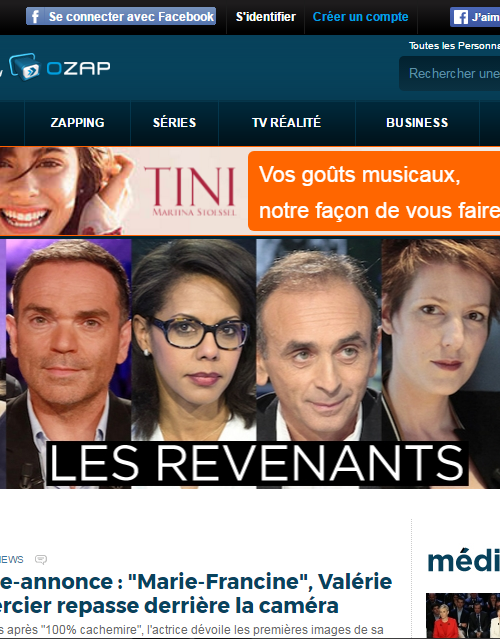 Se connecter avec Facebook S'identifier Créer un compte J'aim
Toutes les Personna
OZAP
Rechercher une
ZAPPING SÉRIES TV RÉALITÉ BUSINESS
TINI
MARTINA STOESSEL
Vos goûts musicaux,
notre façon de vous faire
LES REVENANTS
NEWS
e-annonce : "Marie-Francine", Valérie
ercier repasse derrière la caméra
s après "100% cachemire", l'actrice dévoile les premières images de sa
médi